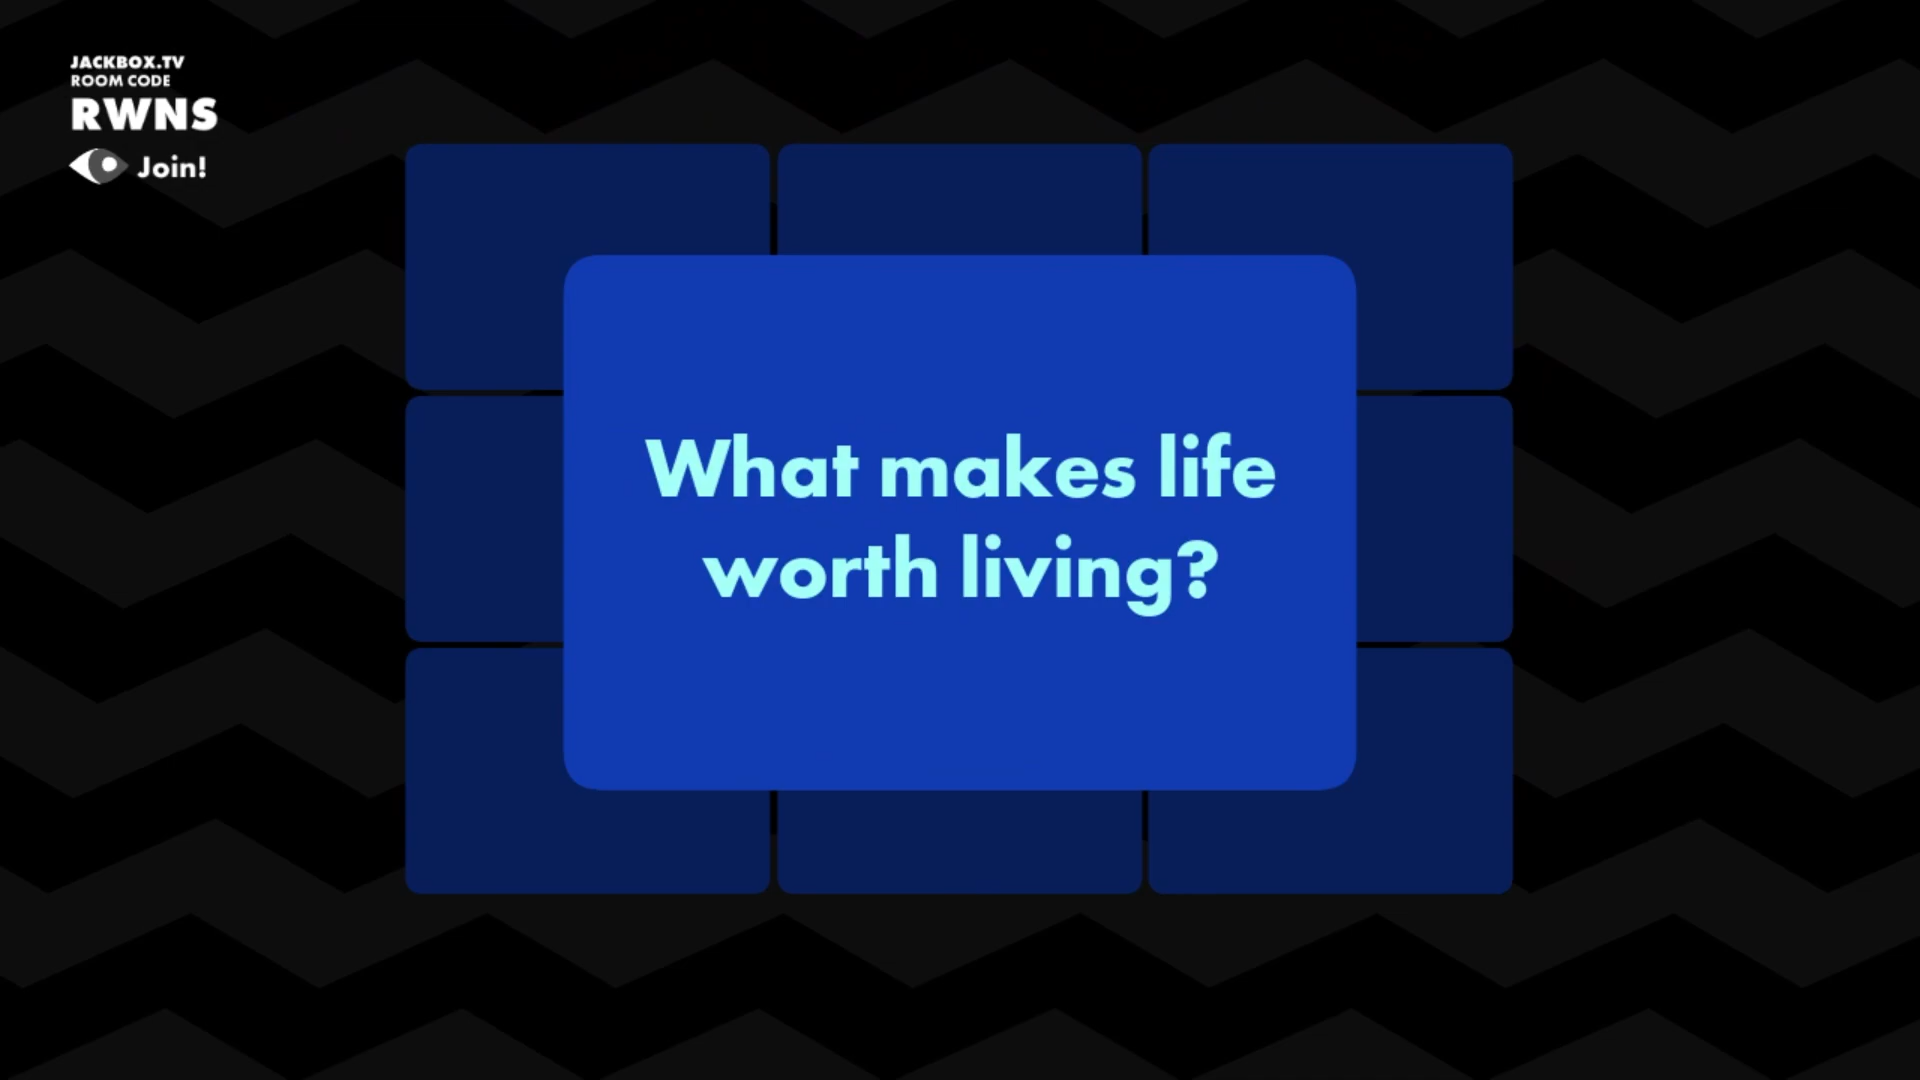 JACKBOX.TV
ROOM CODE
RWNS
Join!
What makes life
worth living?